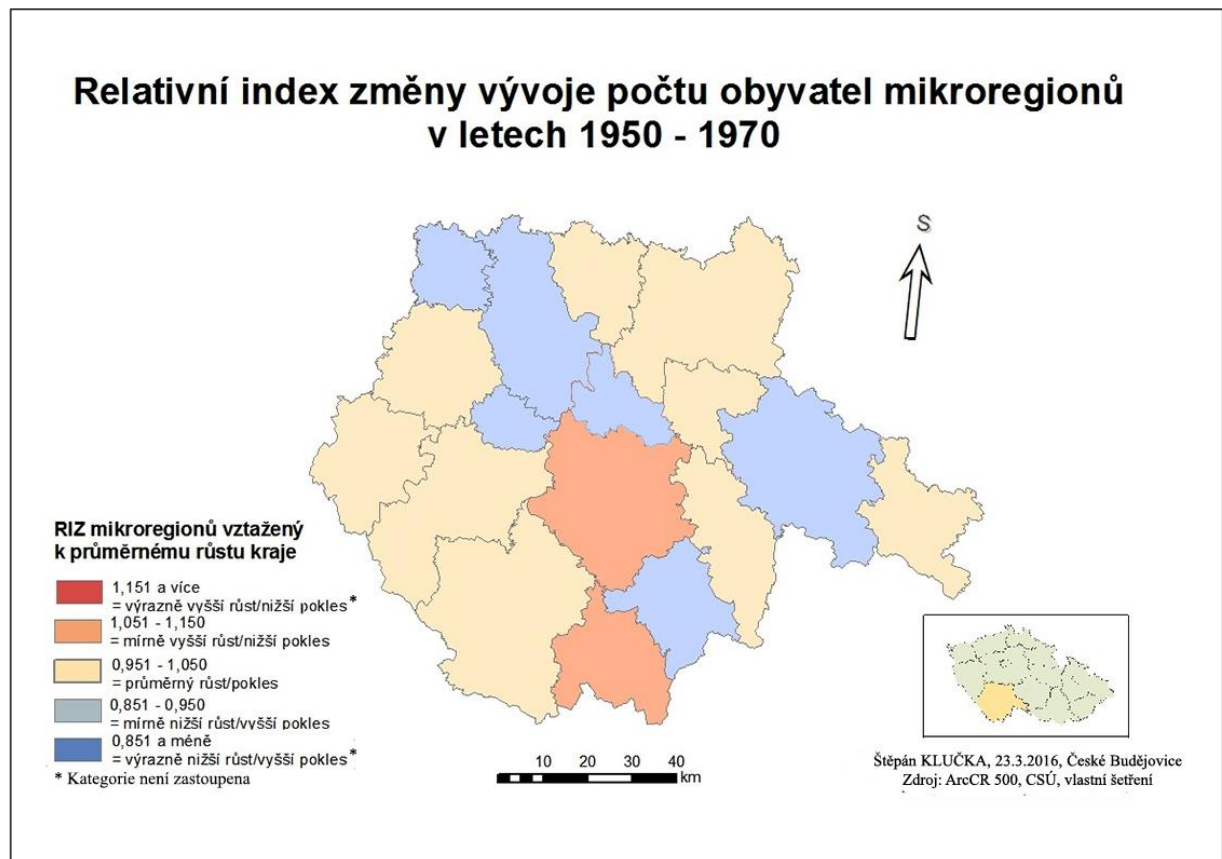 Relativní index změny vývoje počtu obyvatel mikroregionů
v letech 1950 - 1970
S
RIZ mikroregionů vztažený
k průměrnému růstu kraje
1,151 a více
= výrazně vyšší růst/nižší pokles *
1,051 - 1,150
= mírně vyšší růst/nižší pokles
0,951 - 1,050
= průměrný růst/pokles
0,851 - 0,950
= mírně nižší růst/vyšší pokles
0,851 a méně
= výrazně nižší růst/vyšší pokles *
* Kategorie není zastoupena
10 20 30 40
km
Štěpán KLUČKA, 23.3.2016, České Budějovice
Zdroj: ArcCR 500, CSÚ, vlastní šetření